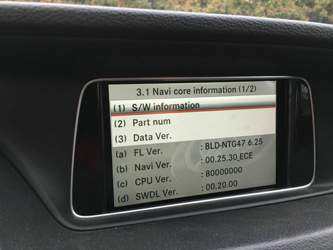 3.1 Navi core information (1/2)
(1) S/W information
(2) Part num
(3) Data Ver.
(a) FL Ver. : BLD-NTG47 6.25
(b) Navi Ver. : 00.25.30_ECE
(c) CPU Ver. : 80000000
(d) SWDL Ver. : 00.20.00